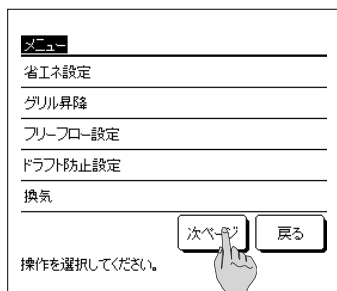 メニュー
省エネ設定
グリル昇降
フリーフロー設定
ドラフト防止設定
換気
次ページ 戻る
操作を選択してください。